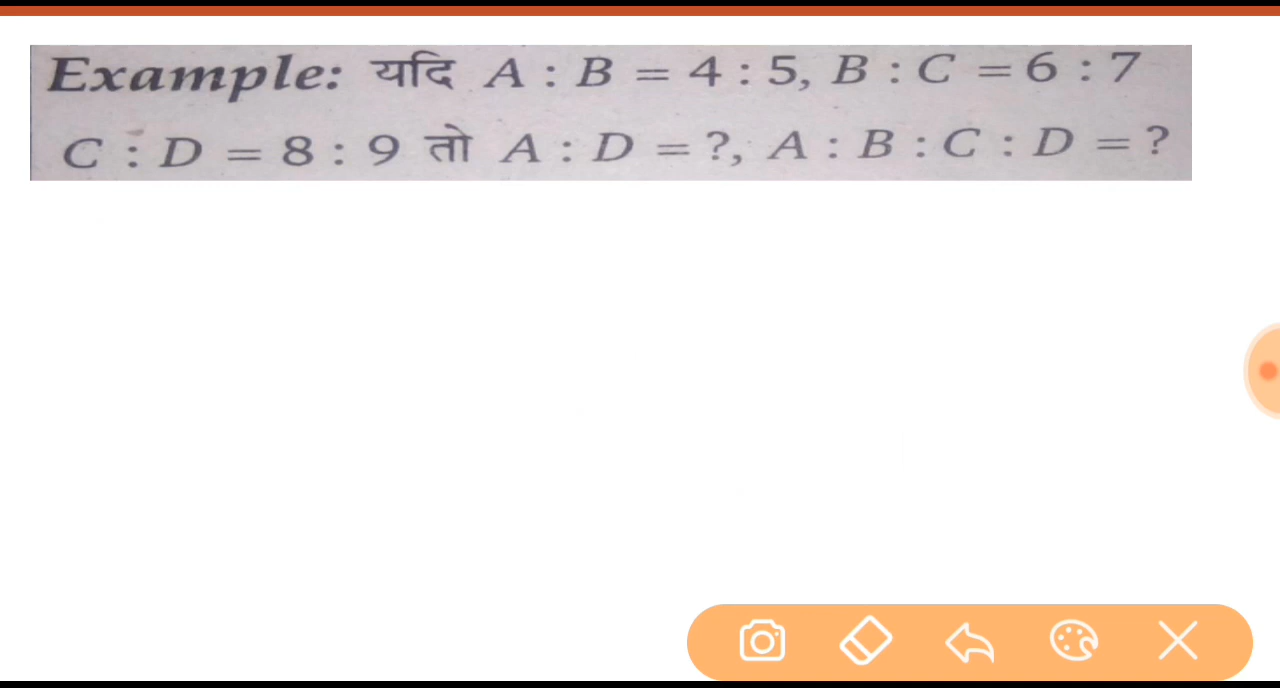 Example: यदि A : B = 4 : 5, B : C = 6 : 7
C : D = 8 : 9 तो A : D = ?, A : B : C : D = ?